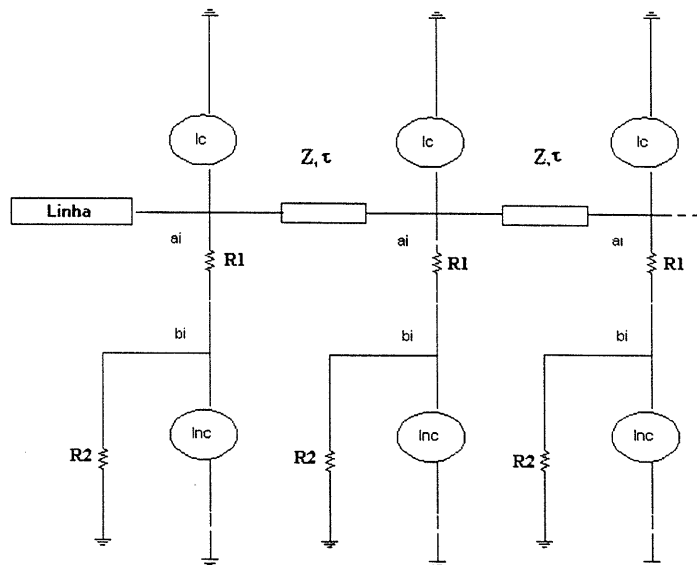 Ic
Ic
Ic
Z, τ
Z, τ
Linha
ai
R1
ai
R1
ai
R1
bi
bi
bi
Inc
Inc
Inc
R2
R2
R2